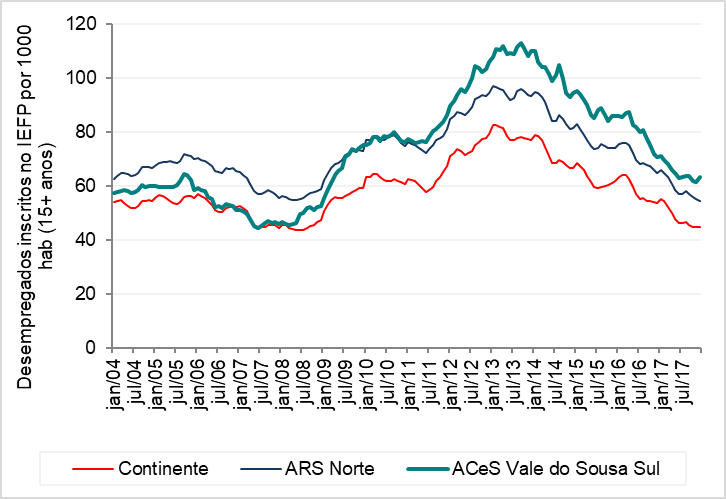 Desempregados inscritos no IEFP por 1000
hab (15+ anos)
120
100
80
60
40
20
0
jan/04
jul/04
jan/05
jul/05
jan/06
jul/06
jan/07
jul/07
jan/08
jul/08
jan/09
jul/09
jan/10
jul/10
jan/11
jul/11
jan/12
jul/12
jan/13
jul/13
jan/14
jul/14
jan/15
jul/15
jan/16
jul/16
jan/17
jul/17
Continente
ARS Norte
ACeS Vale do Sousa Sul